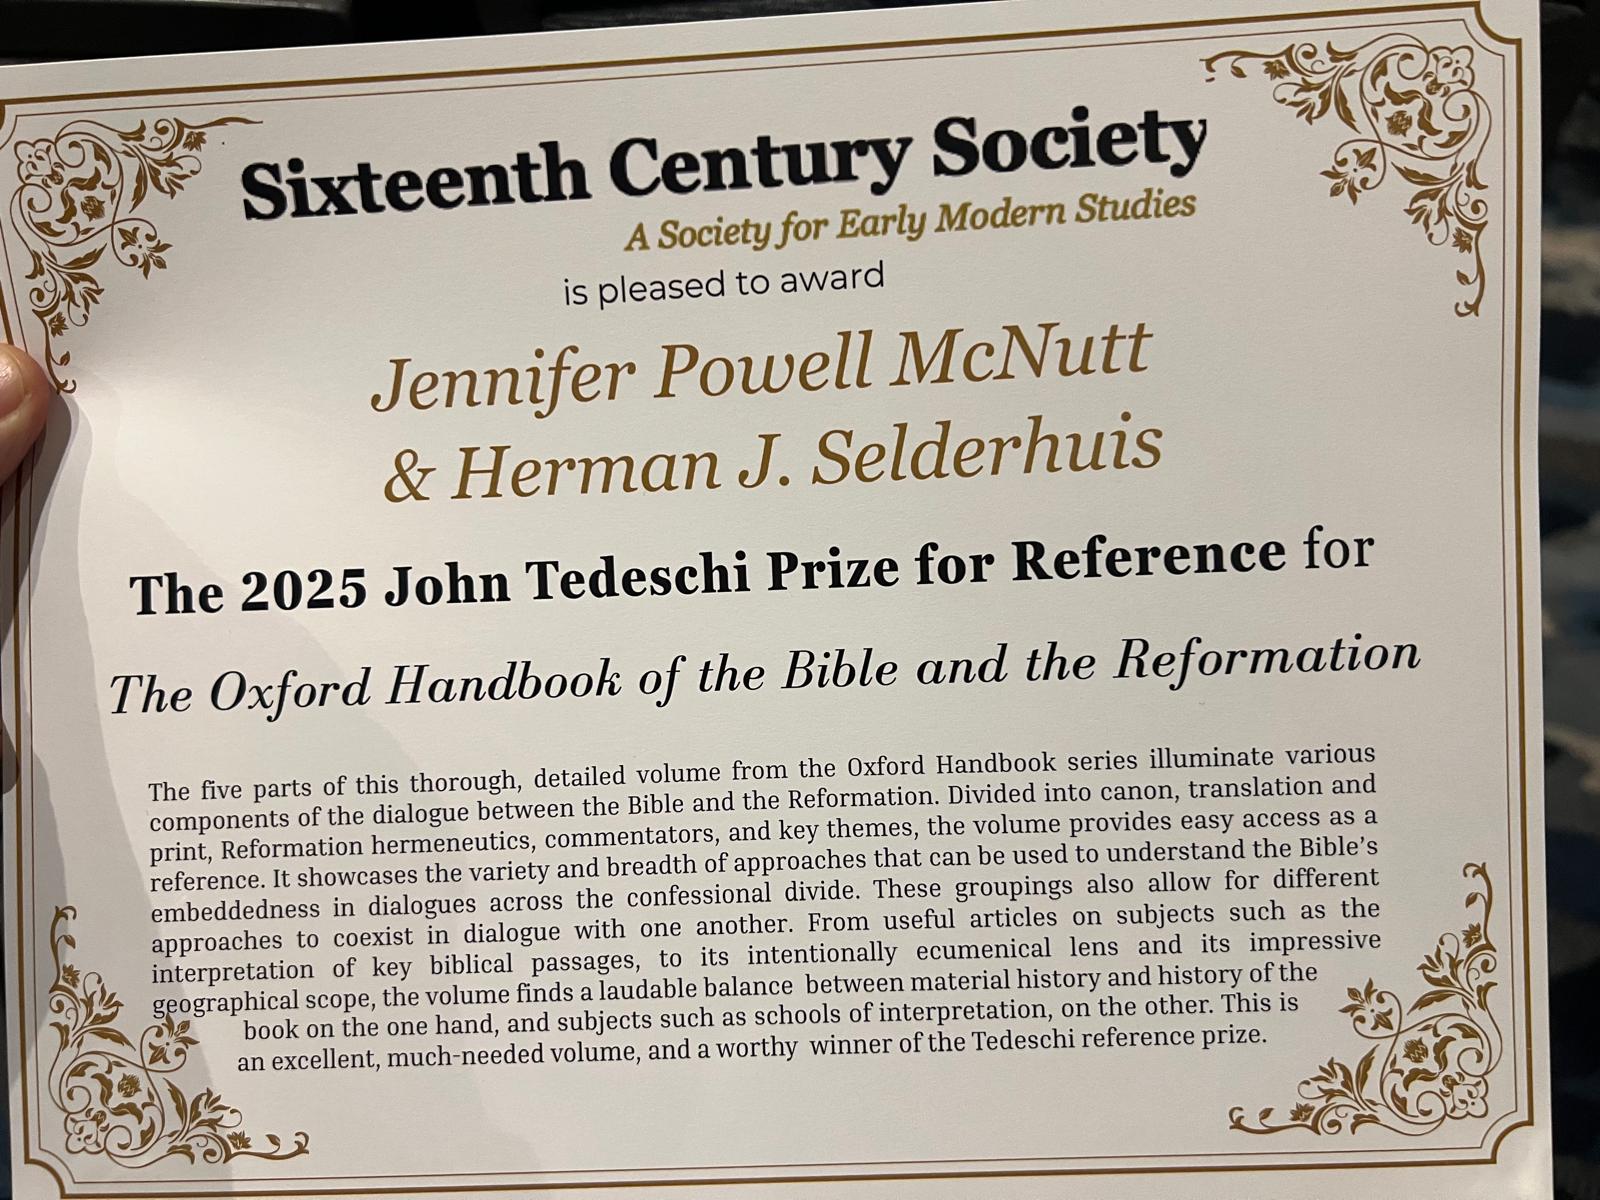 Sixteenth Century Society
A Society for Early Modern Studies
is pleased to award
Jennifer Powell McNutt
& Herman J. Selderhuis
The 2025 John Tedeschi Prize for Reference for
The Oxford Handbook of the Bible and the Reformation
The five parts of this thorough, detailed volume from the Oxford Handbook series illuminate various
components of the dialogue between the Bible and the Reformation. Divided into canon, translation and
print, Reformation hermeneutics, commentators, and key themes, the volume provides easy access as a
reference. It showcases the variety and breadth of approaches that can be used to understand the Bible's
embeddedness in dialogues across the confessional divide. These groupings also allow for different
approaches to coexist in dialogue with one another. From useful articles on subjects such as the
interpretation of key biblical passages, to its intentionally ecumenical lens and its impressive
geographical scope, the volume finds a laudable balance between material history and history of the
book on the one hand, and subjects such as schools of interpretation, on the other. This is
an excellent, much-needed volume, and a worthy winner of the Tedeschi reference prize.